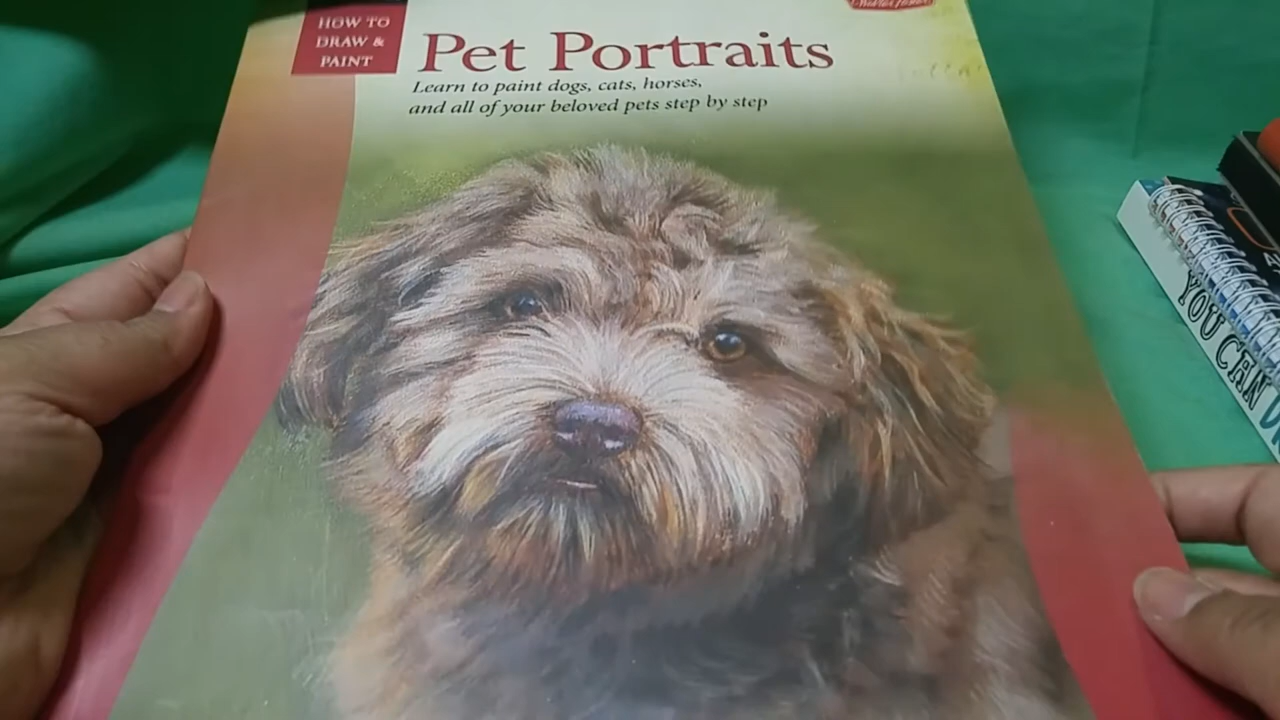 HOW TO
DRAW &
PAINT
Pet Portraits
Learn to paint dogs, cats, horses,
and all of your beloved pets step by step
YOU CAN